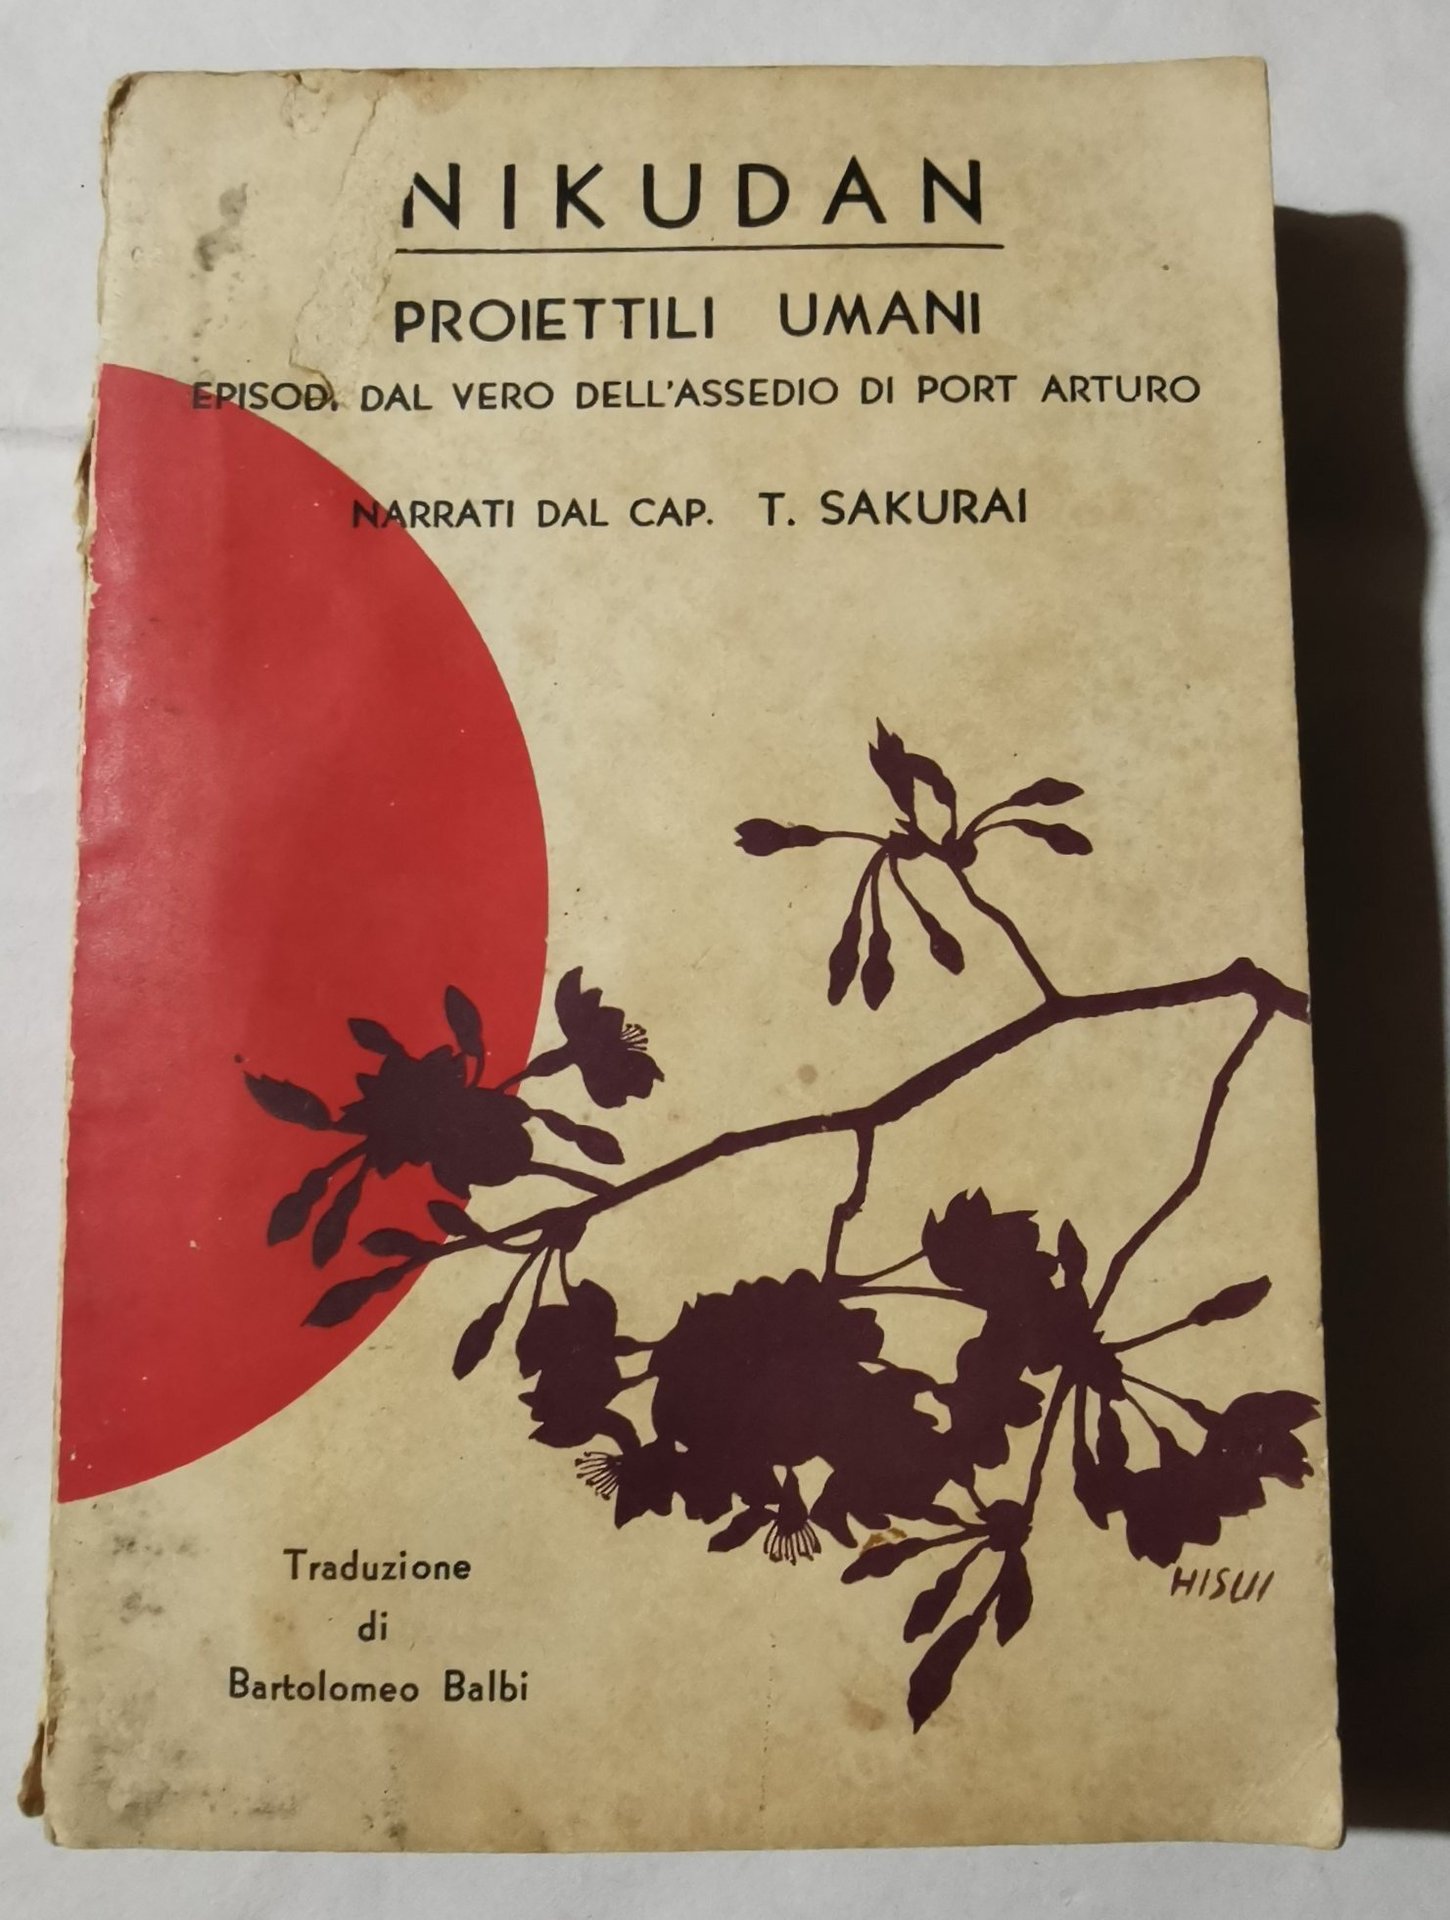 NIKUDAN
PROIETTILI UMANI
EPISOD. DAL VERO DELL'ASSEDIO DI PORT ARTURO
NARRATI DAL CAP. T. SAKURAI
HISUI
Traduzione
di
Bartolomeo Balbi